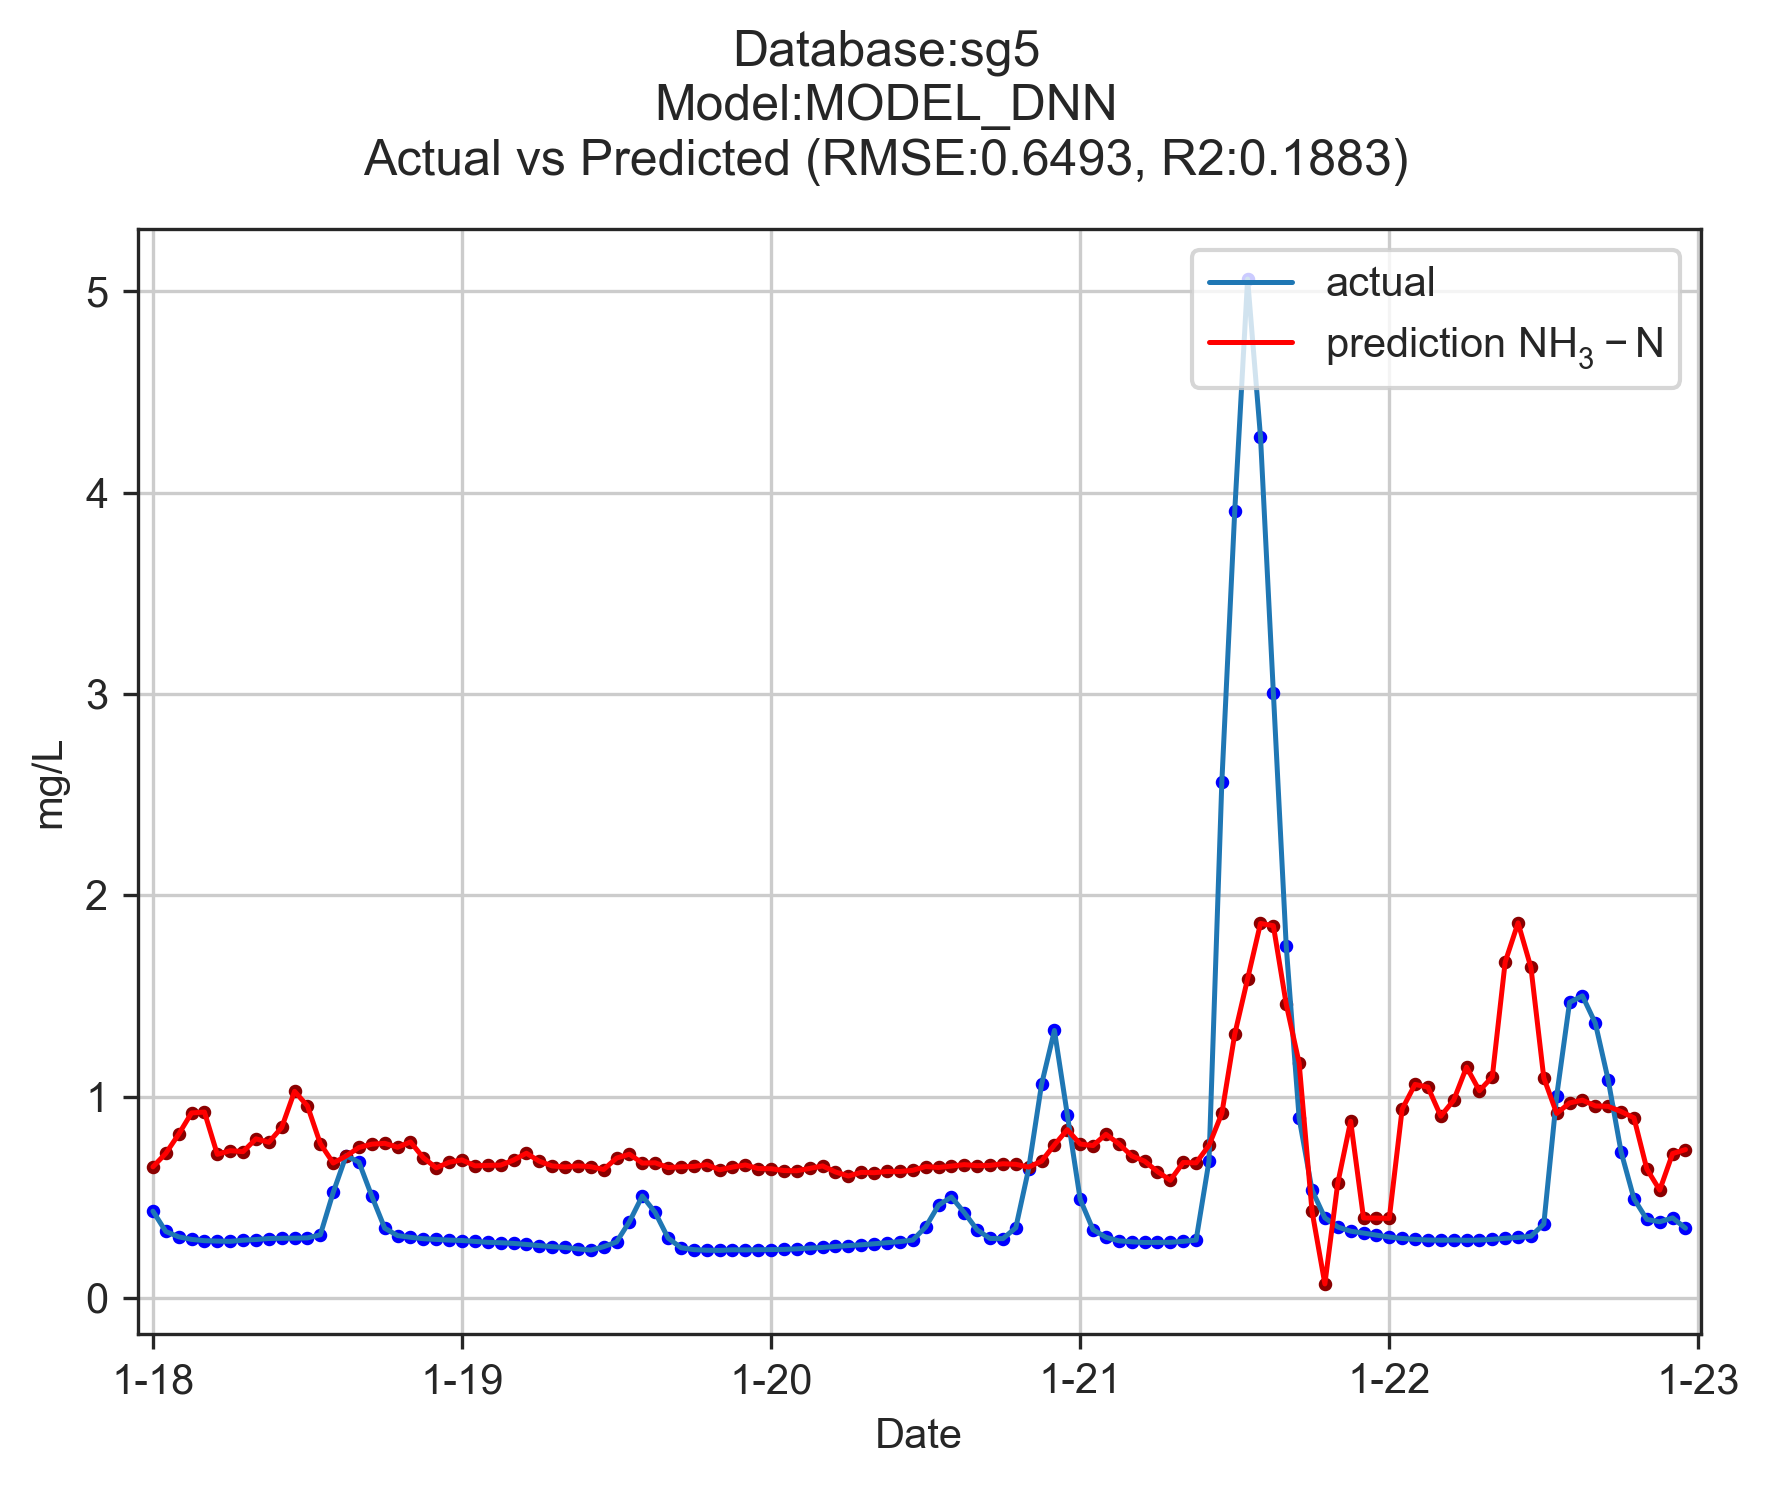 Database:sg5
Model:MODEL_DNN
Actual vs Predicted (RMSE:0.6493, R2:0.1883)
actual
prediction NH₃ − N
5
4
3
2
1
0
mg/L
1-18 1-19 1-20 1-21 1-22 1-23
Date